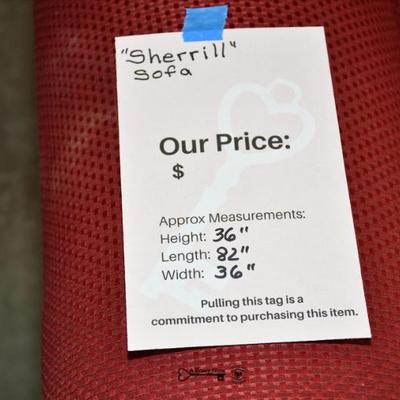 "Sherrill"
Sofa
Our Price:
$
Approx Measurements:
Height: 36"
Length: 82"
Width: 36"
Pulling this tag is a
commitment to purchasing this item.